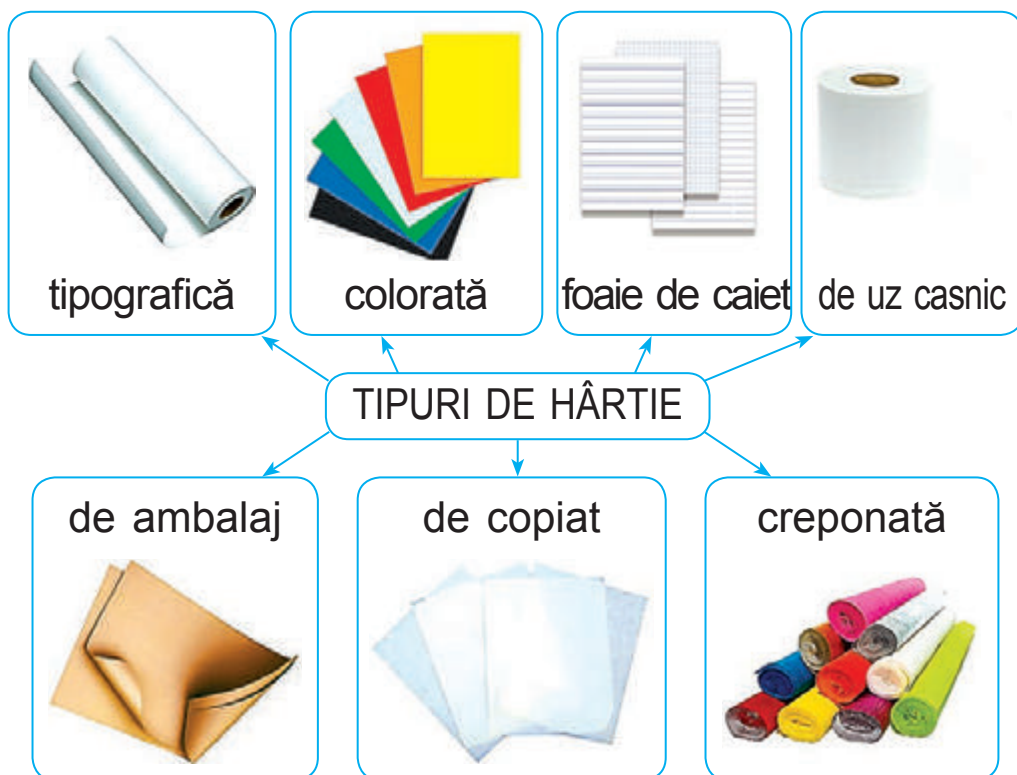 tipografică
colorată
foaie de caiet
de uz casnic
TIPURI DE HÂRTIE
de ambalaj
de copiat
creponată